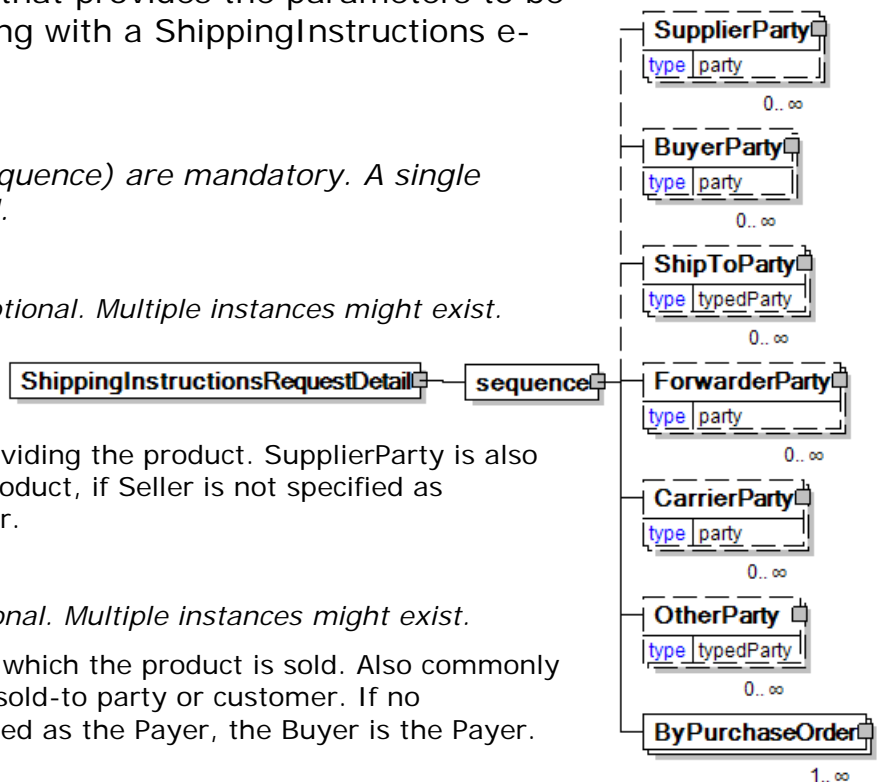 that provides the parameters to be
ng with a ShippingInstructions e-
quence) are mandatory. A single
.
otional. Multiple instances might exist.
viding the product. SupplierParty is also
oduct, if Seller is not specified as
r.
onal. Multiple instances might exist.
which the product is sold. Also commonly
sold-to party or customer. If no
ed as the Payer, the Buyer is the Payer.
ShippingInstructionsRequestDetail
sequence
SupplierParty
type party
0.. ∞
BuyerParty
type party
0.. ∞
ShipToParty
type typedParty
0.. ∞
ForwarderParty
type party
0.. ∞
CarrierParty
type party
0.. ∞
OtherParty
type typedParty
0.. ∞
ByPurchaseOrder
1.. ∞